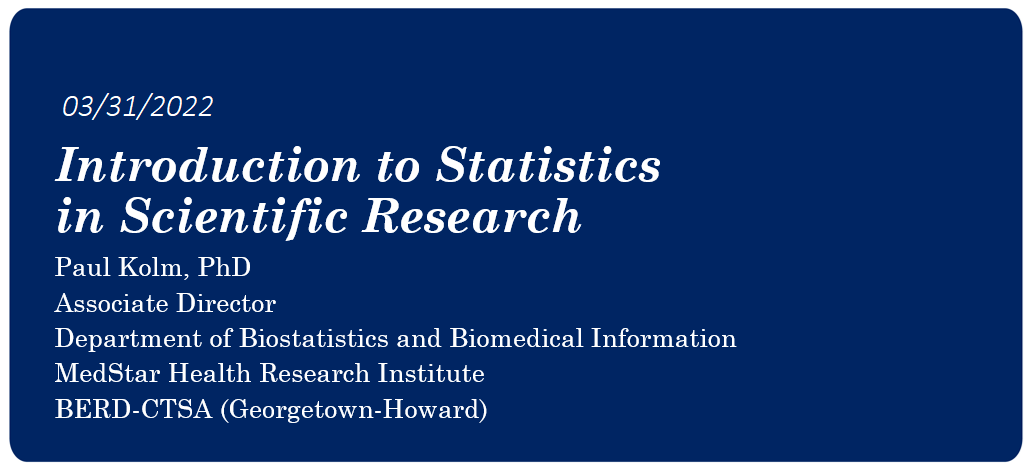 03/31/2022
Introduction to Statistics
in Scientific Research
Paul Kolm, PhD
Associate Director
Department of Biostatistics and Biomedical Information
MedStar Health Research Institute
BERD-CTSA (Georgetown-Howard)